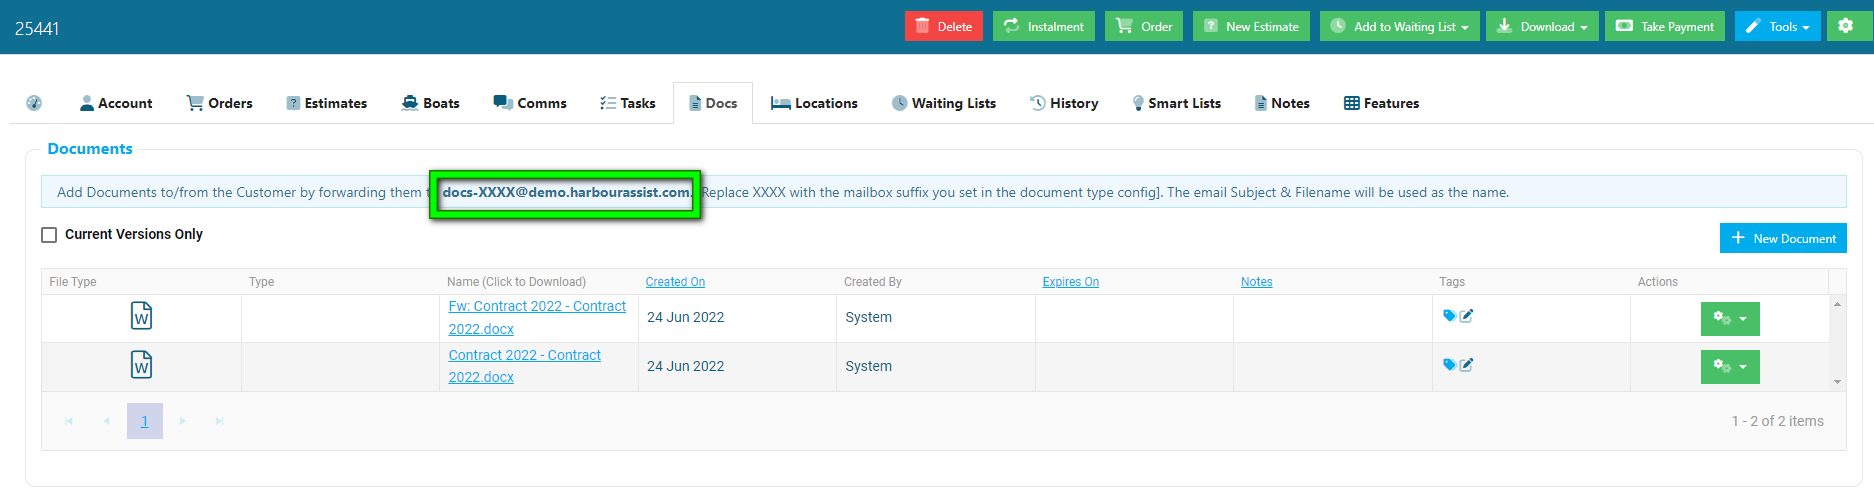 25441
Delete
Instalment
Order
New Estimate
Add to Waiting List
Download
Take Payment
Tools
Account
Orders
Estimates
Boats
Comms
Tasks
Docs
Locations
Waiting Lists
History
Smart Lists
Notes
Features
Documents
Add Documents to/from the Customer by forwarding them t docs-XXXX@demo.harbourassist.com. Replace XXXX with the mailbox suffix you set in the document type config]. The email Subject & Filename will be used as the name.
Current Versions Only
New Document
File Type Type Name (Click to Download) Created On Created By Expires On Notes Tags Actions
Fw: Contract 2022 - Contract
2022.docx
24 Jun 2022
System
Contract 2022 - Contract
2022.docx
24 Jun 2022
System
1
1 - 2 of 2 items